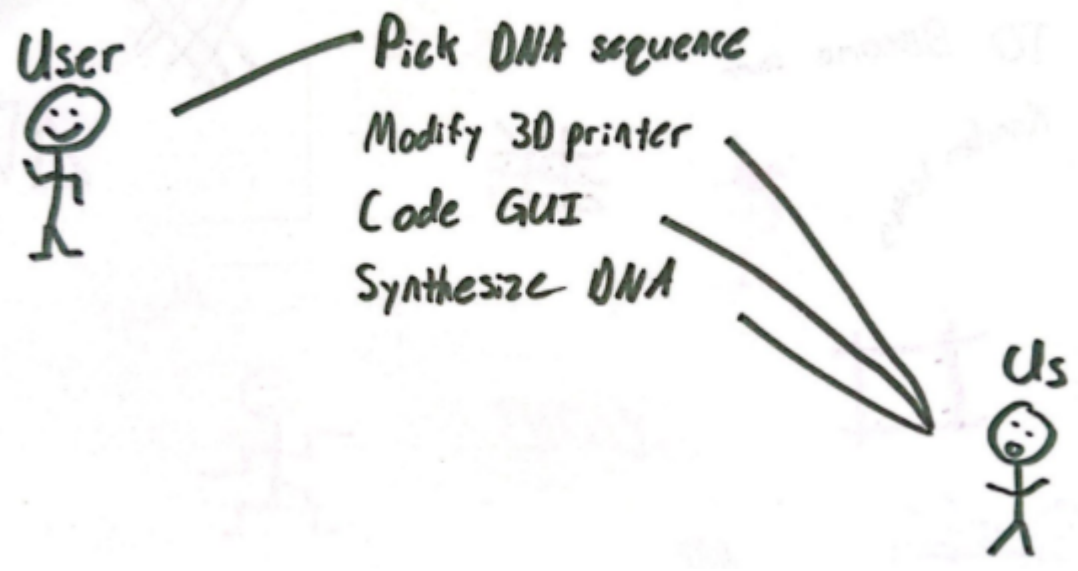 User
Pick DNA sequence
Modify 3D printer
Code GUI
Synthesize DNA
Us